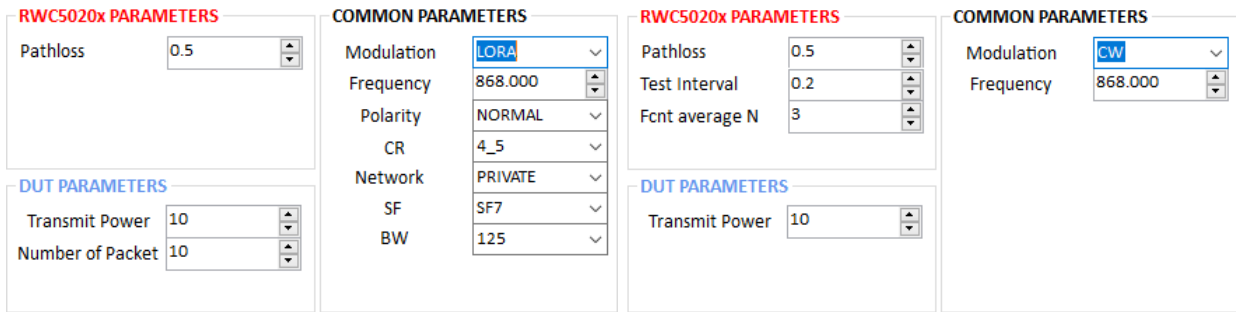 RWC5020x PARAMETERS
Pathloss 0.5
DUT PARAMETERS
Transmit Power 10
Number of Packet 10
COMMON PARAMETERS
Modulation LORA
Frequency 868.000
Polarity NORMAL
CR 4_5
Network PRIVATE
SF SF7
BW 125
RWC5020x PARAMETERS
Pathloss 0.5
Test Interval 0.2
Fcnt average N 3
DUT PARAMETERS
Transmit Power 10
COMMON PARAMETERS
Modulation CW
Frequency 868.000